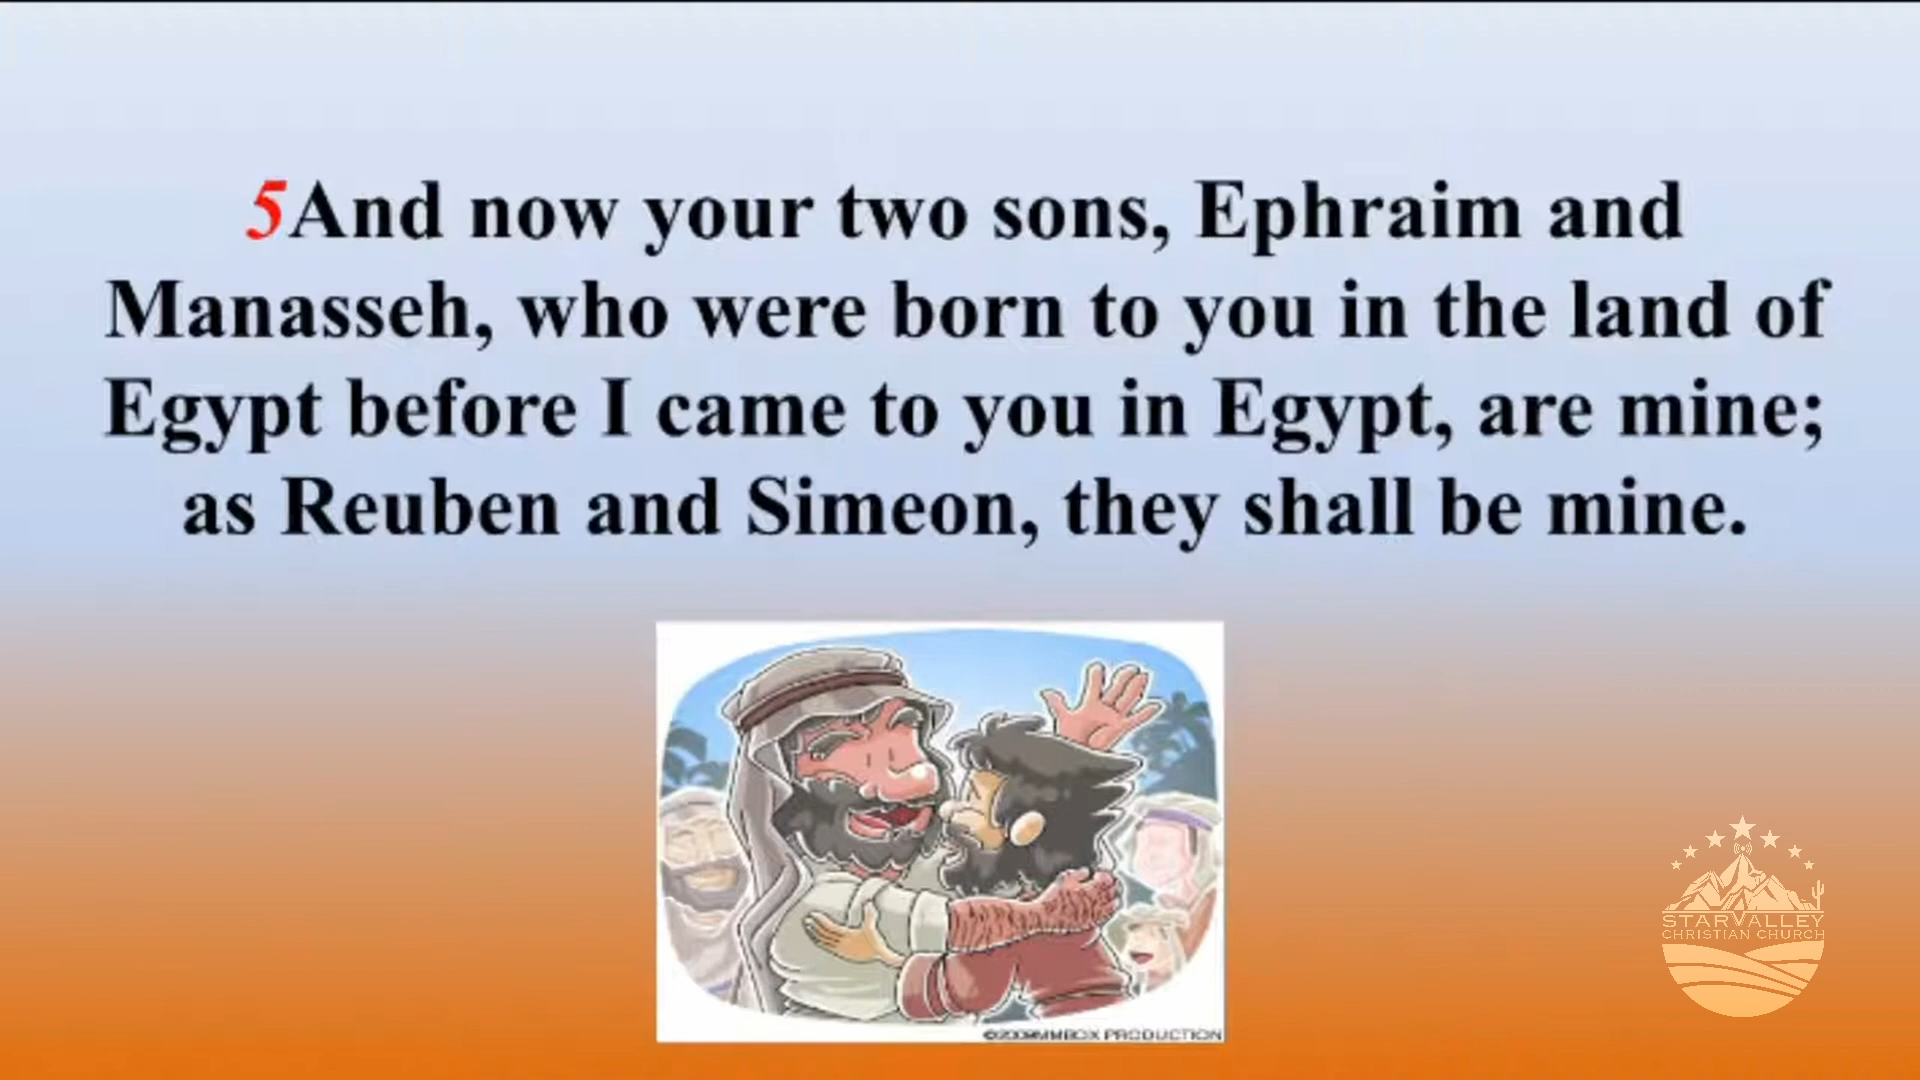 5And now your two sons, Ephraim and
Manasseh, who were born to you in the land of
Egypt before I came to you in Egypt, are mine;
as Reuben and Simeon, they shall be mine.
STARVALLEY
CHRISTIAN CHURCH
©2009MMBOX PRODUCTION